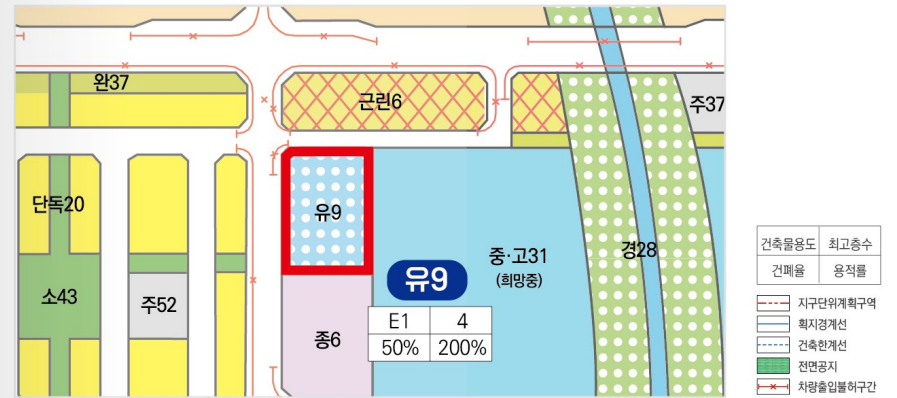 완37
근린6
주37
단독20
유9
중·고31
(희망중)
경28
소43
주52
종6
유9
E1 4
50% 200%
건축물용도 최고층수
건폐율 용적률
지구단위계획구역
획지경계선
건축한계선
전면공지
차량출입불허구간